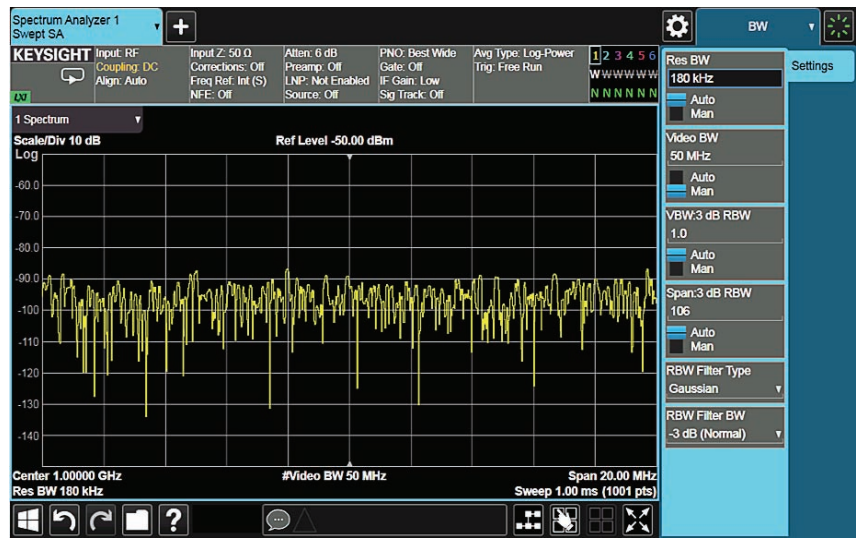 Spectrum Analyzer 1
Swept SA
+
BW
KEYSIGHT
LXI
Input: RF
Coupling: DC
Align: Auto
Input Z: 50 Ω
Corrections: Off
Freq Ref: Int (S)
NFE: Off
Atten: 6 dB
Preamp: Off
LNP: Not Enabled
Source: Off
PNO: Best Wide
Gate: Off
IF Gain: Low
Sig Track: Off
Avg Type: Log-Power
Trig: Free Run
1 2 3 4 5 6
W W W W W W
N N N N N N
1 Spectrum
Scale/Div 10 dB
Ref Level -50.00 dBm
Log
-60.0
-70.0
-80.0
-90.0
-100
-110
-120
-130
-140
Center 1.00000 GHz
#Video BW 50 MHz
Span 20.00 MHz
Res BW 180 kHz
Sweep 1.00 ms (1001 pts)
Res BW
180 kHz
Auto
Man
Video BW
50 MHz
Auto
Man
VBW:3 dB RBW
1.0
Auto
Man
Span:3 dB RBW
106
Auto
Man
RBW Filter Type
Gaussian
RBW Filter BW
-3 dB (Normal)
Settings
?